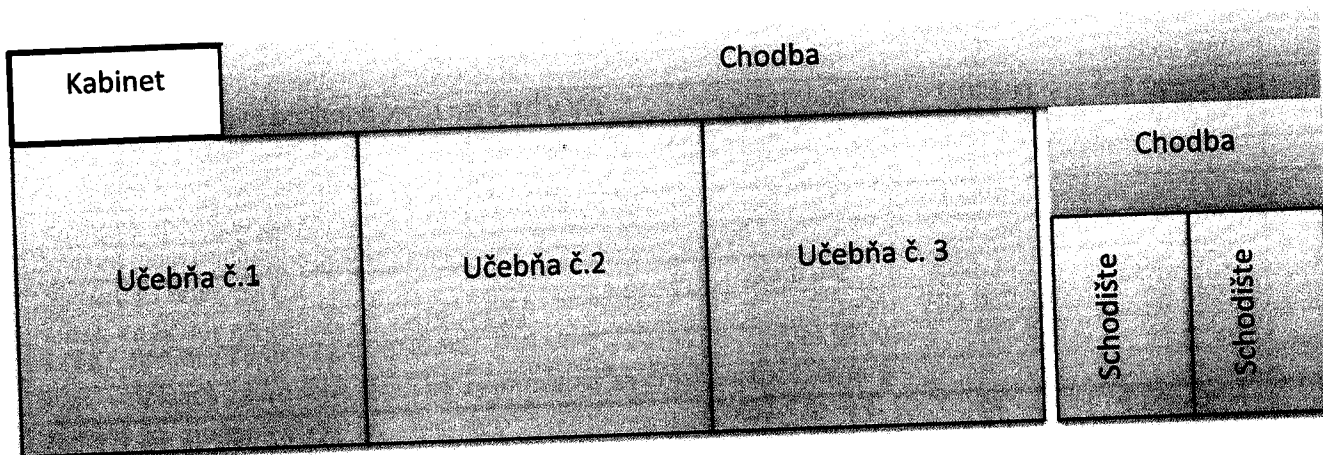 Kabinet
Chodba
Chodba
Učebňa č.1
Učebňa č.2
Učebňa č. 3
Schodište
Schodište